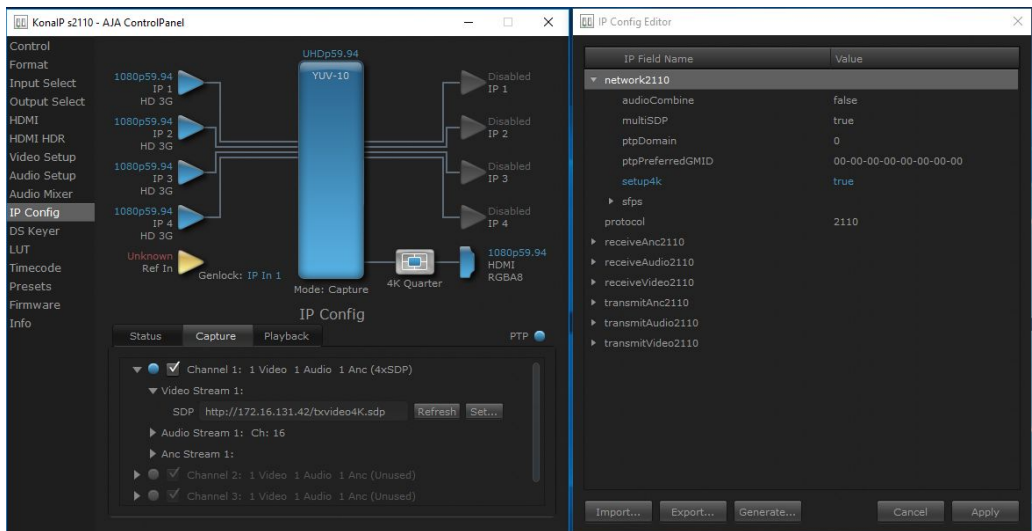 KonaIP s2110 - AJA ControlPanel
Control
Format
Input Select
Output Select
HDMI
HDMI HDR
Video Setup
Audio Setup
Audio Mixer
IP Config
DS Keyer
LUT
Timecode
Presets
Firmware
Info
UHDp59.94
YUV-10
1080p59.94
IP 1
HD 3G
1080p59.94
IP 2
HD 3G
1080p59.94
IP 3
HD 3G
1080p59.94
IP 4
HD 3G
Unknown
Ref In
Genlock: IP In 1
Mode: Capture
Disabled
IP 1
Disabled
IP 2
Disabled
IP 3
Disabled
IP 4
4K Quarter
1080p59.94
HDMI
RGBA8
IP Config
Status Capture Playback PTP
Channel 1: 1 Video 1 Audio 1 Anc (4xSDP)
Video Stream 1:
SDP http://172.16.131.42/txvideo4K.sdp Refresh Set...
Audio Stream 1: Ch: 16
Anc Stream 1:
Channel 2: 1 Video 1 Audio 1 Anc (Unused)
Channel 3: 1 Video 1 Audio 1 Anc (Unused)
IP Config Editor
IP Field Name Value
network2110
audioCombine false
multiSDP true
ptpDomain 0
ptpPreferredGMID 00-00-00-00-00-00-00-00
setup4k true
sfps
protocol 2110
receiveAnc2110
receiveAudio2110
receiveVideo2110
transmitAnc2110
transmitAudio2110
transmitVideo2110
Import... Export... Generate... Cancel Apply